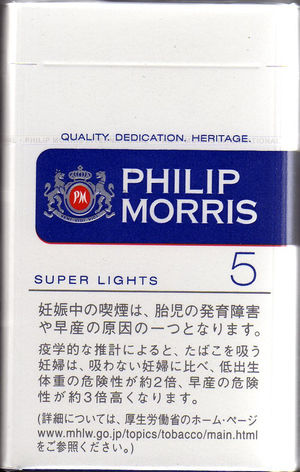 QUALITY. DEDICATION. HERITAGE.
PM
PHILIP
MORRIS
SUPER LIGHTS
5
妊娠中の喫煙は、胎児の発育障害
や早産の原因の一つとなります。
疫学的な推計によると、たばこを吸う
妊婦は、吸わない妊婦に比べ、低出生
体重の危険性が約2倍、早産の危険
性が約3倍高くなります。
(詳細については、厚生労働省のホーム・ページ
www.mhlw.go.jp/topics/tobacco/main.html
をご参照ください。)